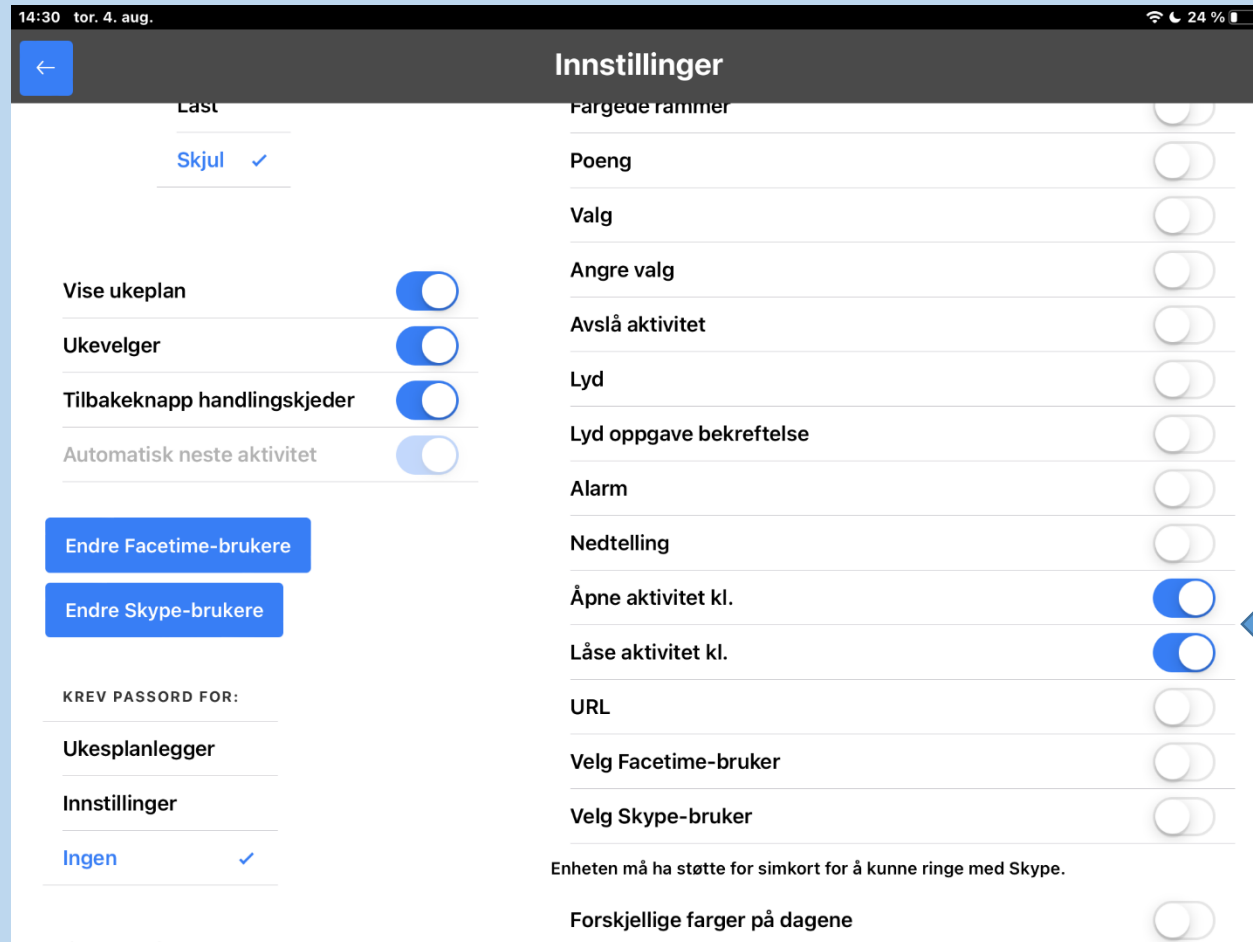 14:30 tor. 4. aug.
24 %
Innstillinger
Låst
Skjul
Vise ukeplan
Ukevelger
Tilbakeknapp handlingskjeder
Automatisk neste aktivitet
Endre Facetime-brukere
Endre Skype-brukere
KREV PASSORD FOR:
Ukesplanlegger
Innstillinger
Ingen
Fargede rammer
Poeng
Valg
Angre valg
Avslå aktivitet
Lyd
Lyd oppgave bekreftelse
Alarm
Nedtelling
Åpne aktivitet kl.
Låse aktivitet kl.
URL
Velg Facetime-bruker
Velg Skype-bruker
Enheten må ha støtte for simkort for å kunne ringe med Skype.
Forskjellige farger på dagene